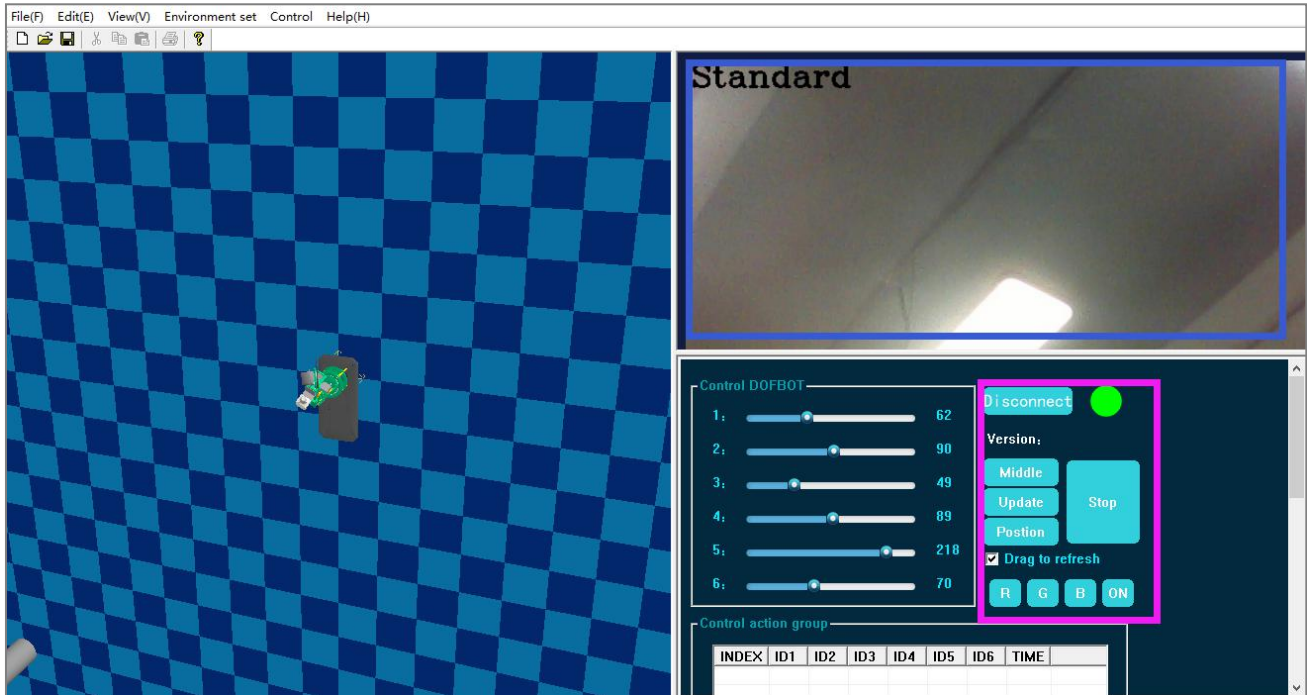 File(F) Edit(E) View(V) Environment set Control Help(H)
Standard
Control DOFBOT
1: 62
2: 90
3: 49
4: 89
5: 218
6: 70
Disconnect
Version:
Middle
Update
Postion
Stop
Drag to refresh
R G B ON
Control action group
INDEX ID1 ID2 ID3 ID4 ID5 ID6 TIME